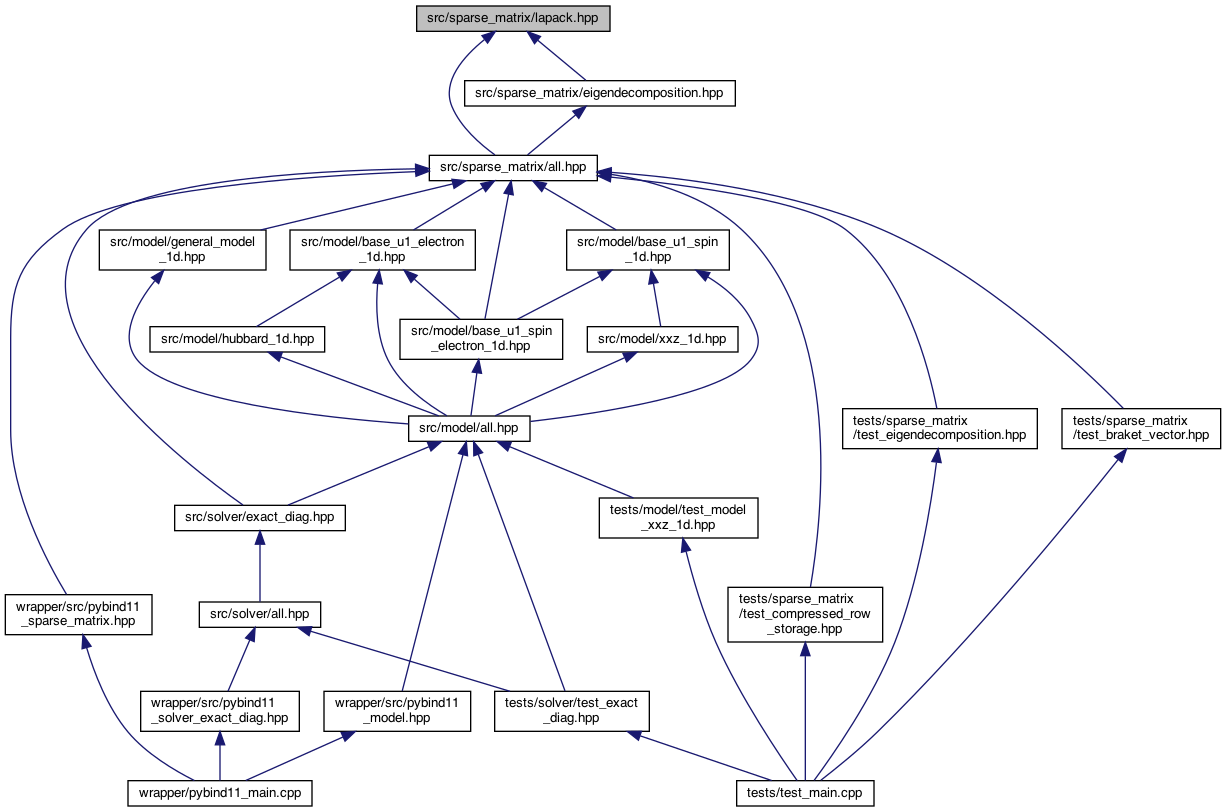 src/sparse_matrix/lapack.hpp
src/sparse_matrix/eigendecomposition.hpp
src/sparse_matrix/all.hpp
src/model/general_model
_1d.hpp
src/model/base_u1_electron
_1d.hpp
src/model/base_u1_spin
_1d.hpp
src/model/hubbard_1d.hpp
src/model/base_u1_spin
_electron_1d.hpp
src/model/xxz_1d.hpp
src/model/all.hpp
tests/sparse_matrix
/test_eigendecomposition.hpp
tests/sparse_matrix
/test_braket_vector.hpp
src/solver/exact_diag.hpp
tests/model/test_model
_xxz_1d.hpp
wrapper/src/pybind11
_sparse_matrix.hpp
src/solver/all.hpp
tests/sparse_matrix
/test_compressed_row
_storage.hpp
wrapper/src/pybind11
_solver_exact_diag.hpp
wrapper/src/pybind11
_model.hpp
tests/solver/test_exact
_diag.hpp
wrapper/pybind11_main.cpp
tests/test_main.cpp